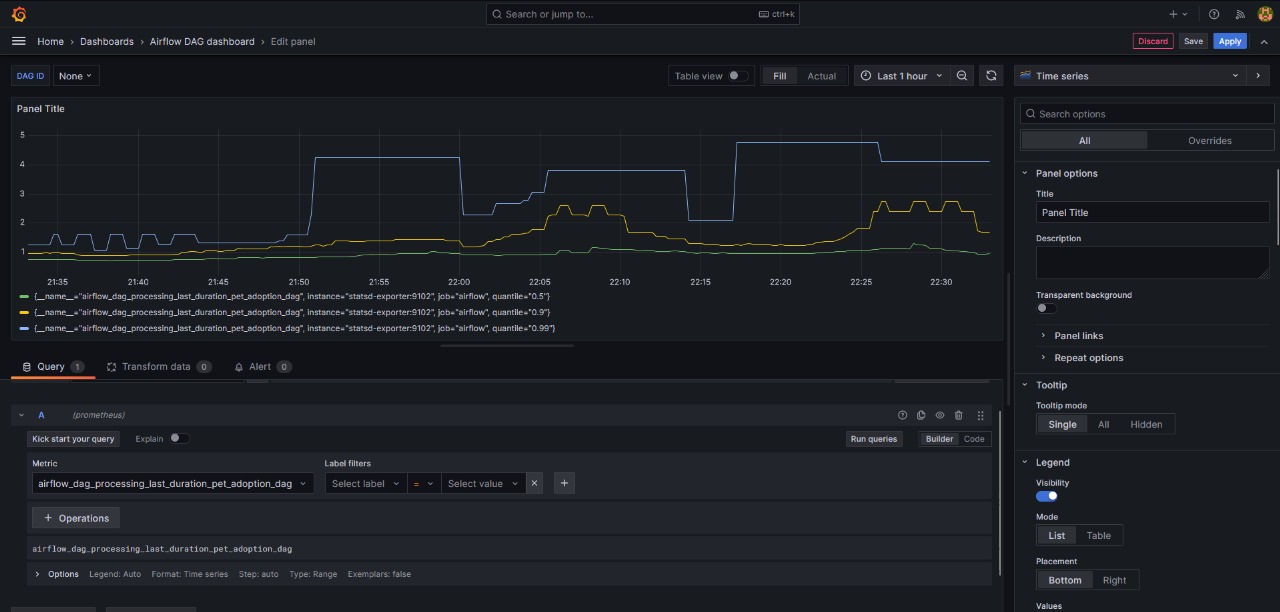 Search or jump to... ctrl+k
Home › Dashboards › Airflow DAG dashboard › Edit panel Discard Save Apply
DAG ID None Table view Fill Actual Last 1 hour Time series
Panel Title
5
4
3
2
1
21:35 21:40 21:45 21:50 21:55 22:00 22:05 22:10 22:15 22:20 22:25 22:30
{__name__="airflow_dag_processing_last_duration_pet_adoption_dag", instance="statsd-exporter:9102", job="airflow", quantile="0.5"}
{__name__="airflow_dag_processing_last_duration_pet_adoption_dag", instance="statsd-exporter:9102", job="airflow", quantile="0.9"}
{__name__="airflow_dag_processing_last_duration_pet_adoption_dag", instance="statsd-exporter:9102", job="airflow", quantile="0.99"}
Query 1 Transform data 0 Alert 0
A (prometheus)
Kick start your query Explain Run queries Builder Code
Metric Label filters
airflow_dag_processing_last_duration_pet_adoption_dag Select label = Select value
+ Operations
airflow_dag_processing_last_duration_pet_adoption_dag
Options Legend: Auto Format: Time series Step: auto Type: Range Exemplars: false
Search options
All Overrides
Panel options
Title
Panel Title
Description
Transparent background
Panel links
Repeat options
Tooltip
Tooltip mode
Single All Hidden
Legend
Visibility
Mode
List Table
Placement
Bottom Right
Values